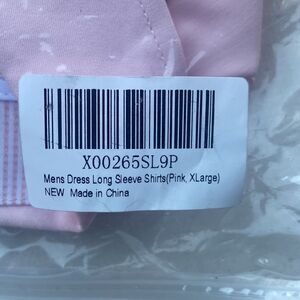 X00265SL9P
Mens Dress Long Sleeve Shirts(Pink, XLarge)
NEW Made in China